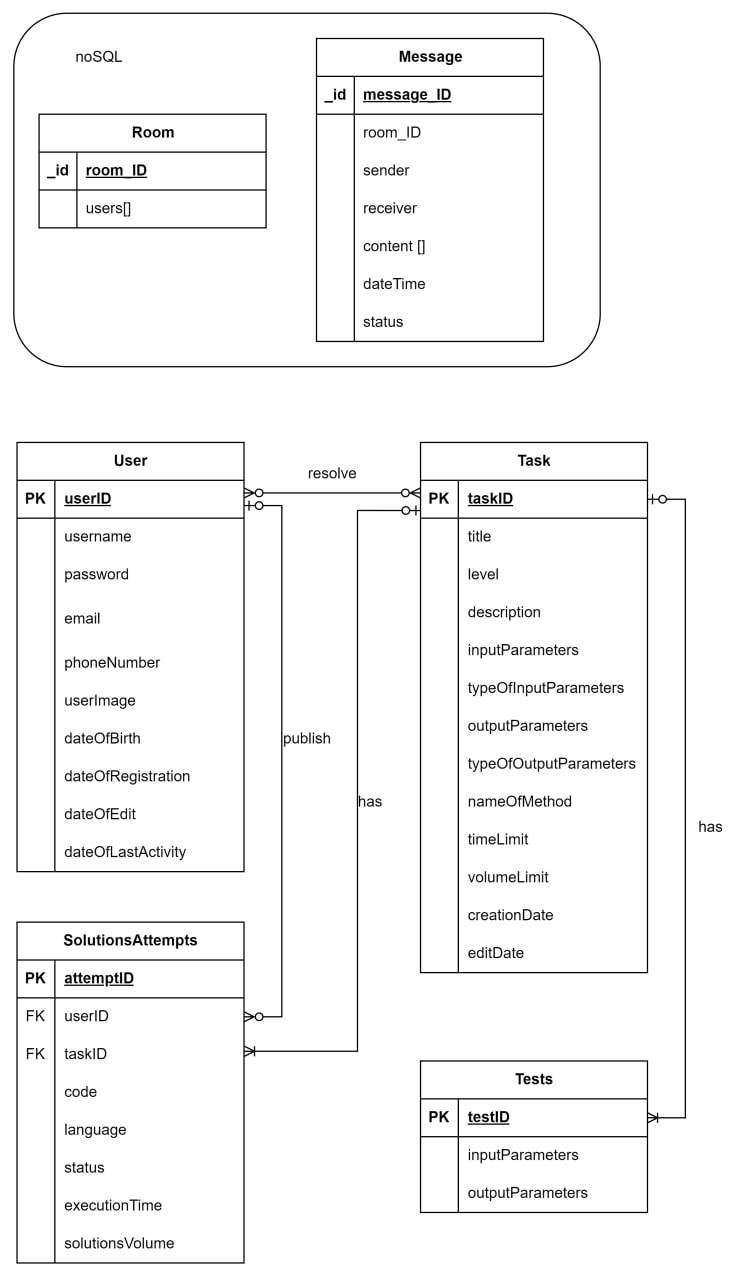 noSQL
Message
_id message_ID
room_ID
sender
receiver
content []
dateTime
status
Room
_id room_ID
users[]
User
PK userID
username
password
email
phoneNumber
userImage
dateOfBirth
dateOfRegistration
dateOfEdit
dateOfLastActivity
resolve
publish
has
Task
PK taskID
title
level
description
inputParameters
typeOfInputParameters
outputParameters
typeOfOutputParameters
nameOfMethod
timeLimit
volumeLimit
creationDate
editDate
has
SolutionsAttempts
PK attemptID
FK userID
FK taskID
code
language
status
executionTime
solutionsVolume
Tests
PK testID
inputParameters
outputParameters